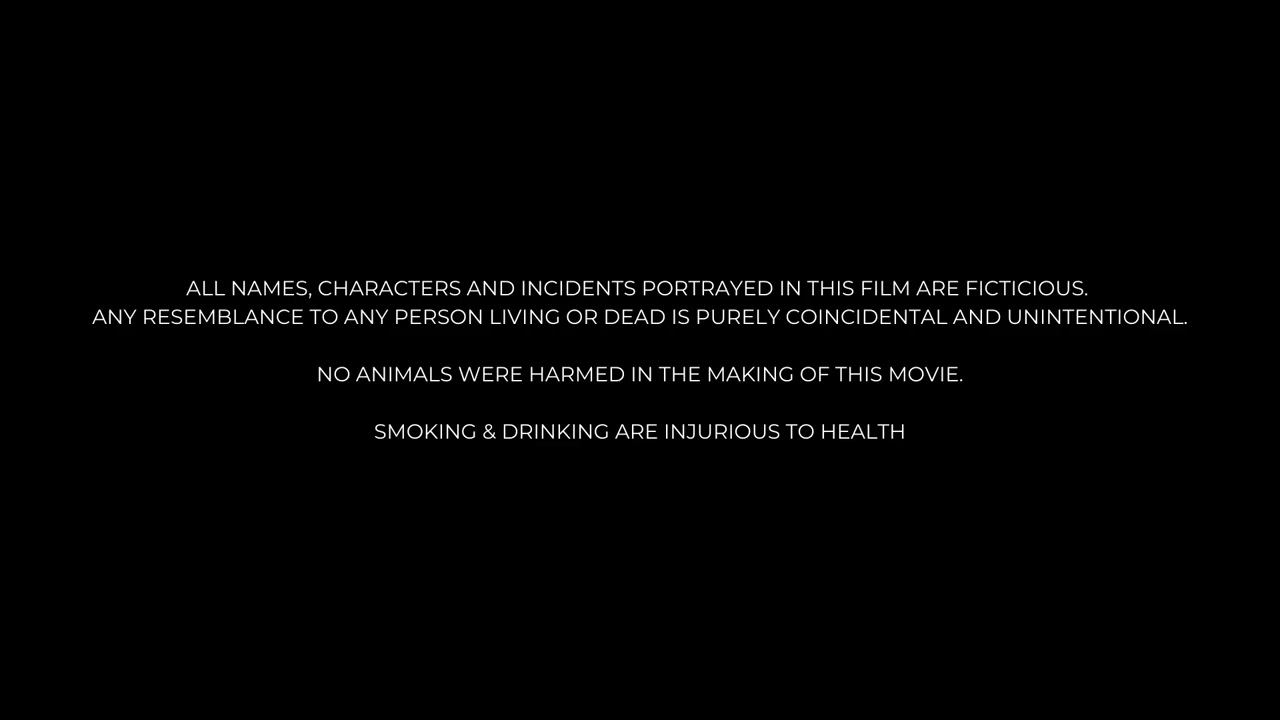 ALL NAMES, CHARACTERS AND INCIDENTS PORTRAYED IN THIS FILM ARE FICTICIOUS.
ANY RESEMBLANCE TO ANY PERSON LIVING OR DEAD IS PURELY COINCIDENTAL AND UNINTENTIONAL.
NO ANIMALS WERE HARMED IN THE MAKING OF THIS MOVIE.
SMOKING & DRINKING ARE INJURIOUS TO HEALTH